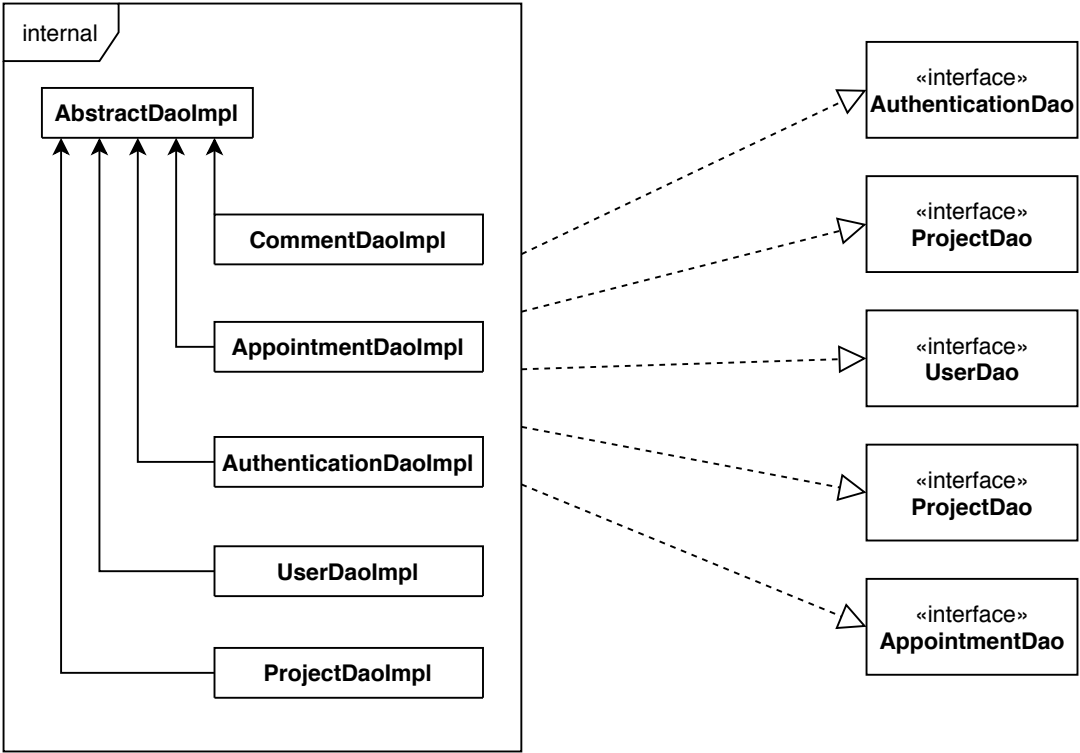 internal
AbstractDaoImpl
CommentDaoImpl
AppointmentDaoImpl
AuthenticationDaoImpl
UserDaoImpl
ProjectDaoImpl
«interface»
AuthenticationDao
«interface»
ProjectDao
«interface»
UserDao
«interface»
ProjectDao
«interface»
AppointmentDao